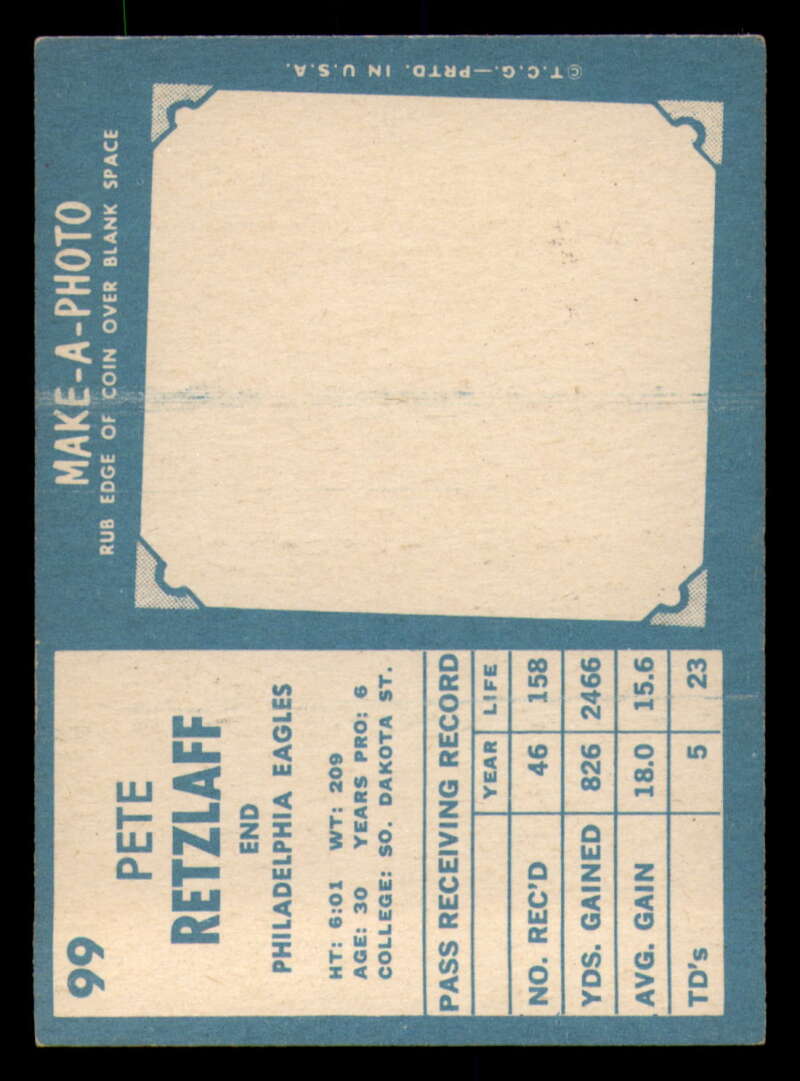 99
PETE
RETZLAFF
END
PHILADELPHIA EAGLES
HT: 6:01 WT: 209
AGE: 30 YEARS PRO: 6
COLLEGE: SO. DAKOTA ST.
PASS RECEIVING RECORD
YEAR LIFE
NO. REC'D 46 158
YDS. GAINED 826 2466
AVG. GAIN 18.0 15.6
TD's 5 23
MAKE-A-PHOTO
RUB EDGE OF COIN OVER BLANK SPACE
©T.C.G.—PRTD. IN U.S.A.